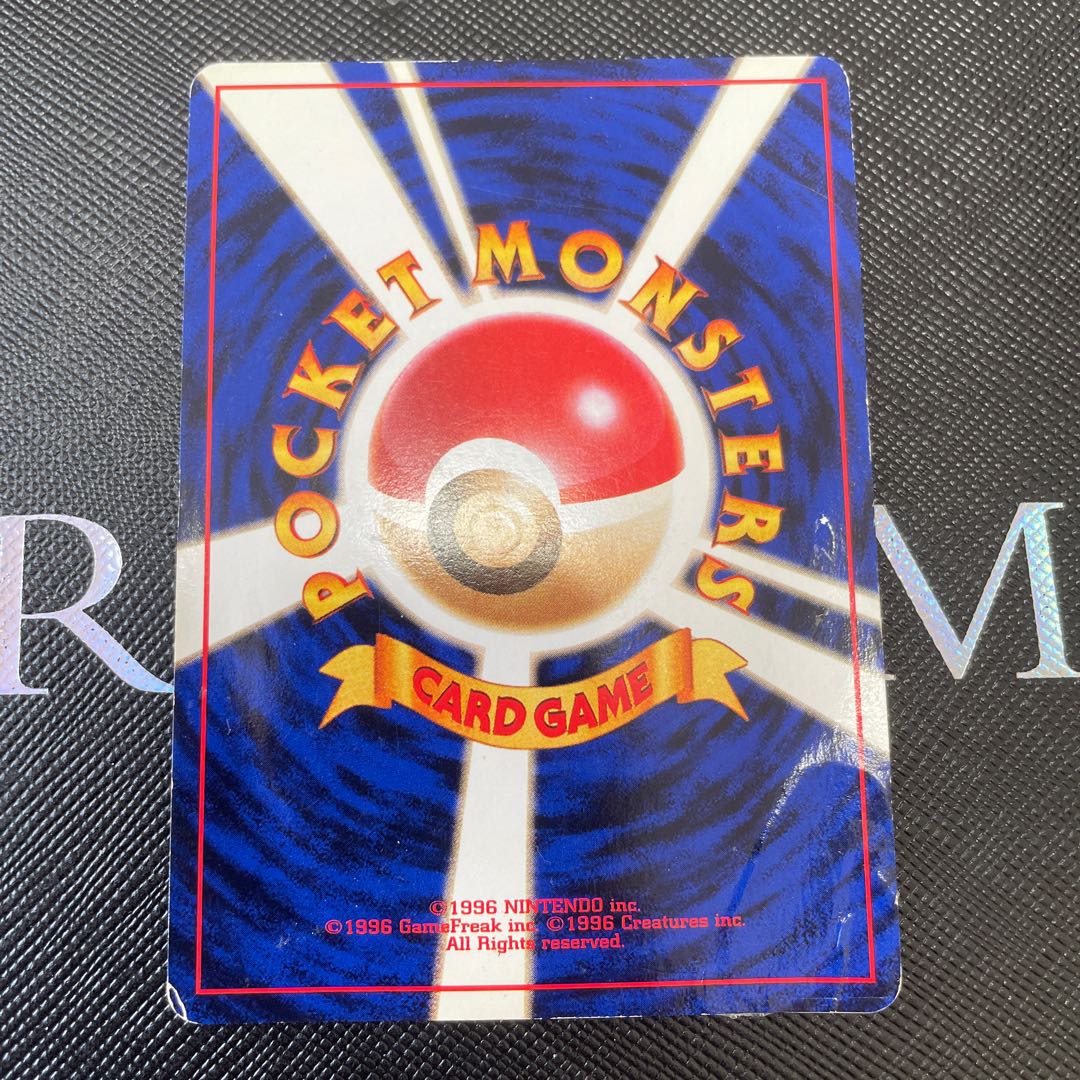 POCKET MONSTERS
CARD GAME
R M
©1996 NINTENDO inc.
©1996 GameFreak inc. ©1996 Creatures inc.
All Rights reserved.